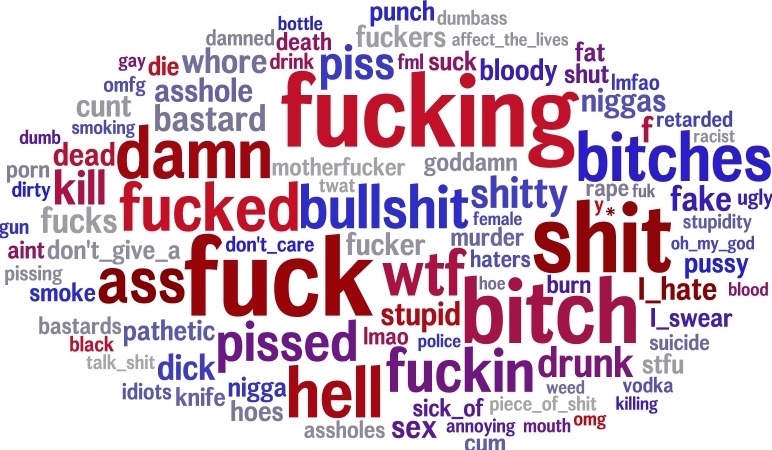 punch dumbass
bottle
damned death fuckers affect_the_lives
gay die whore drink piss fml suck bloody fat shut
omfg asshole fucking lmfao
cunt bastard niggas
smoking f retarded
dumb dead damn motherfucker goddamn bitches racist
porn twat
dirty kill fucked bullshit shitty rape fuk fake ugly
gun fucks female y* stupidity
aint don't_give_a don't_care fucker murder shit oh_my_god
pissing ass fuck wtf haters pussy
smoke hoe burn I_hate blood
bastards pathetic stupid bitch I_swear
black pissed lmao police suicide
talk_shit dick fuckin drunk stfu
idiots knife nigga hell weed vodka
hoes sick_of piece_of_shit killing
assholes sex annoying mouth omg
cum